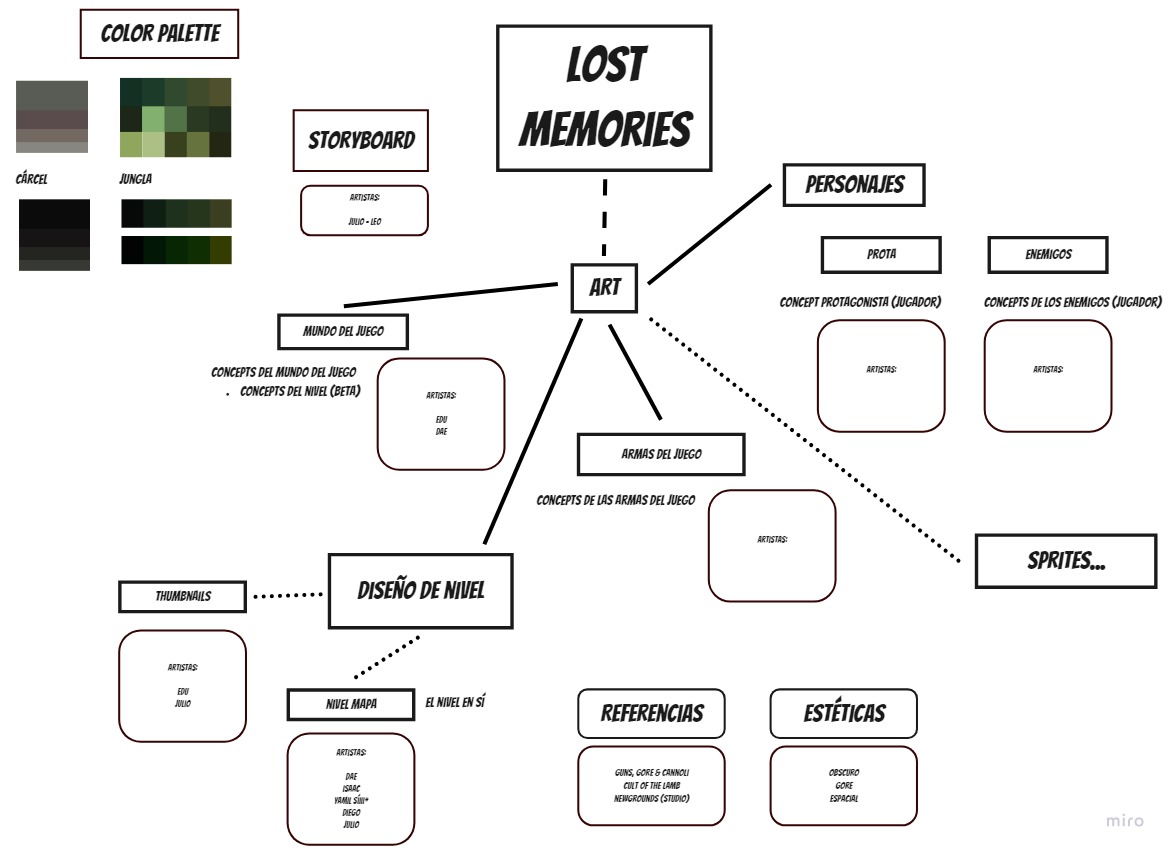 COLOR PALETTE
CÁRCEL
JUNGLA
STORYBOARD
ARTISTAS:
JULIO - LEO
LOST
MEMORIES
ART
PERSONAJES
PROTA
CONCEPT PROTAGONISTA (JUGADOR)
ARTISTAS:
ENEMIGOS
CONCEPTS DE LOS ENEMIGOS (JUGADOR)
ARTISTAS:
MUNDO DEL JUEGO
CONCEPTS DEL MUNDO DEL JUEGO
. CONCEPTS DEL NIVEL (BETA)
ARTISTAS:
EDU
DAE
ARMAS DEL JUEGO
CONCEPTS DE LAS ARMAS DEL JUEGO
ARTISTAS:
SPRITES...
DISEÑO DE NIVEL
THUMBNAILS
ARTISTAS:
EDU
JULIO
NIVEL MAPA
EL NIVEL EN SÍ
ARTISTAS:
DAE
ISAAC
YAMIL SÍIII*
DIEGO
JULIO
REFERENCIAS
GUNS, GORE & CANNOLI
CULT OF THE LAMB
NEWGROUNDS (STUDIO)
ESTÉTICAS
OBSCURO
GORE
ESPACIAL
miro